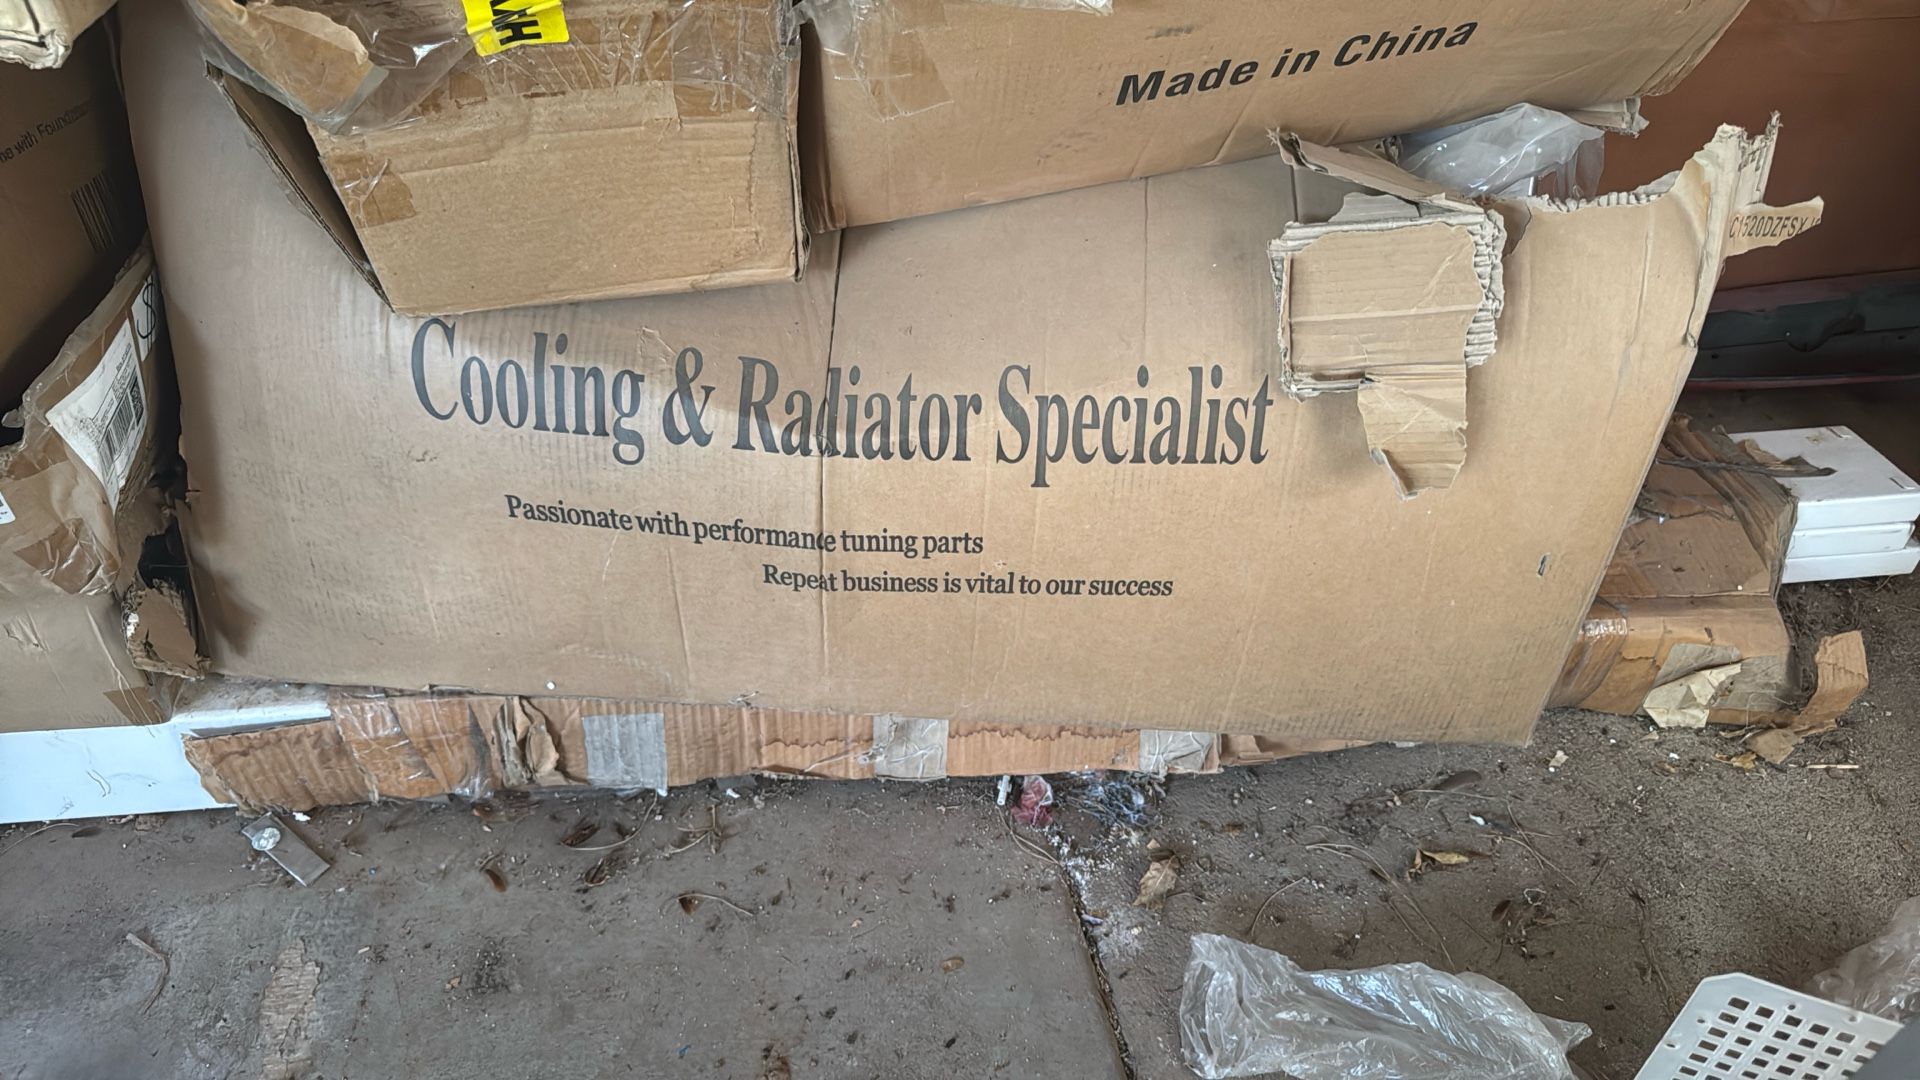 Made in China
with
C1520DZFSX
Cooling & Radiator Specialist
Passionate with performance tuning parts
Repeat business is vital to our success